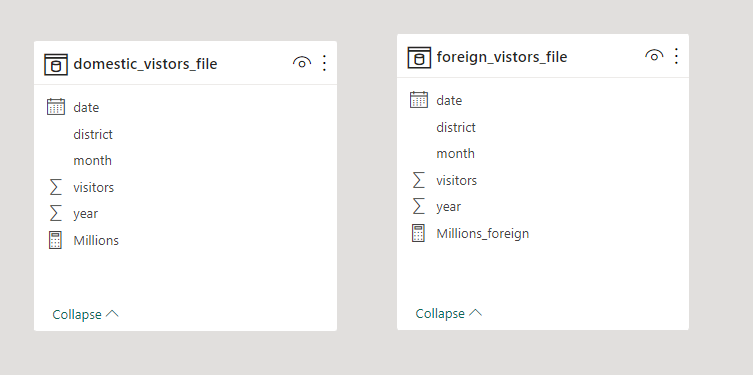 domestic_vistors_file
date
district
month
visitors
year
Millions
Collapse
foreign_vistors_file
date
district
month
visitors
year
Millions_foreign
Collapse